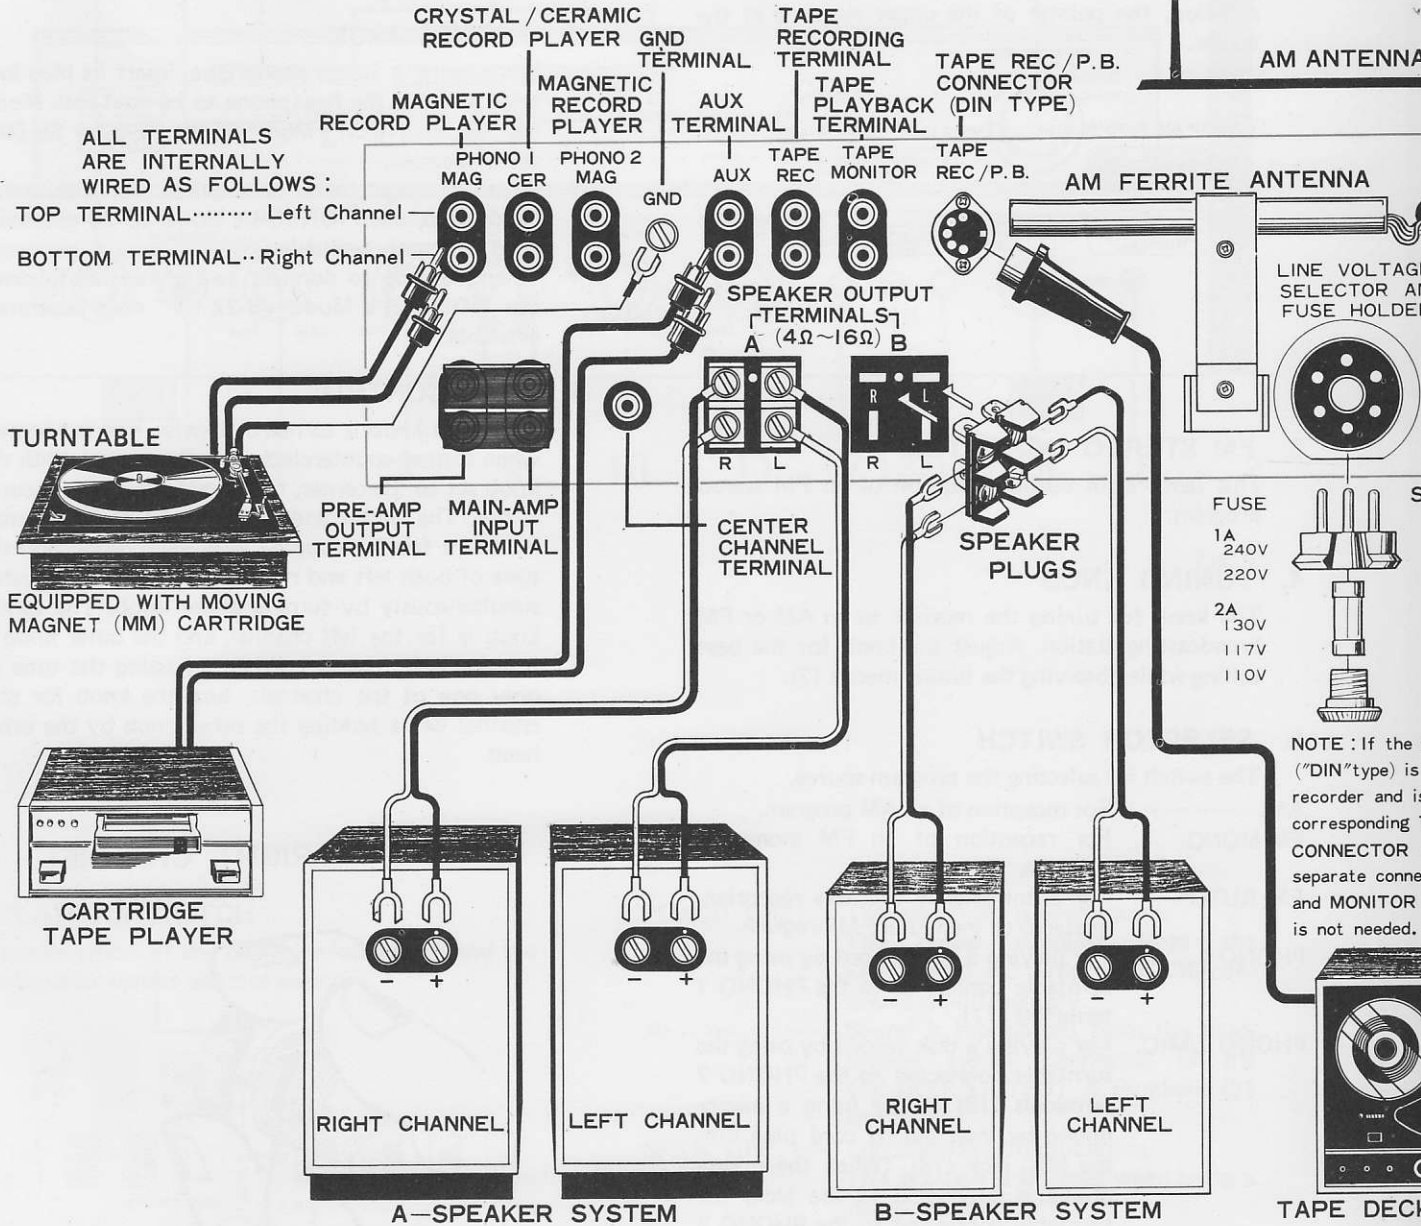 CRYSTAL / CERAMIC
RECORD PLAYER
GND
TERMINAL
TAPE
RECORDING
TERMINAL
TAPE REC / P.B.
CONNECTOR
(DIN TYPE)
AM ANTENNA
MAGNETIC
RECORD PLAYER
MAGNETIC
RECORD
PLAYER
AUX
TERMINAL
TAPE
PLAYBACK
TERMINAL
ALL TERMINALS
ARE INTERNALLY
WIRED AS FOLLOWS :
TOP TERMINAL ......... Left Channel
BOTTOM TERMINAL .. Right Channel
PHONO 1
MAG
CER
PHONO 2
MAG
GND
AUX
TAPE
REC
TAPE
MONITOR
TAPE
REC / P.B.
AM FERRITE ANTENNA
SPEAKER OUTPUT
TERMINALS
(4Ω~16Ω)
A
B
R
L
R
L
R
L
LINE VOLTAGE
SELECTOR AN
FUSE HOLDER
TURNTABLE
EQUIPPED WITH MOVING
MAGNET (MM) CARTRIDGE
PRE-AMP
OUTPUT
TERMINAL
MAIN-AMP
INPUT
TERMINAL
CENTER
CHANNEL
TERMINAL
SPEAKER
PLUGS
FUSE
1A
240V
220V
2A
130V
117V
110V
S
NOTE : If the
("DIN" type) is
recorder and is
corresponding
CONNECTOR
separate conne
and MONITOR
is not needed.
CARTRIDGE
TAPE PLAYER
- +
- +
- +
- +
RIGHT CHANNEL
LEFT CHANNEL
RIGHT
CHANNEL
LEFT
CHANNEL
A—SPEAKER SYSTEM
B—SPEAKER SYSTEM
TAPE DECK